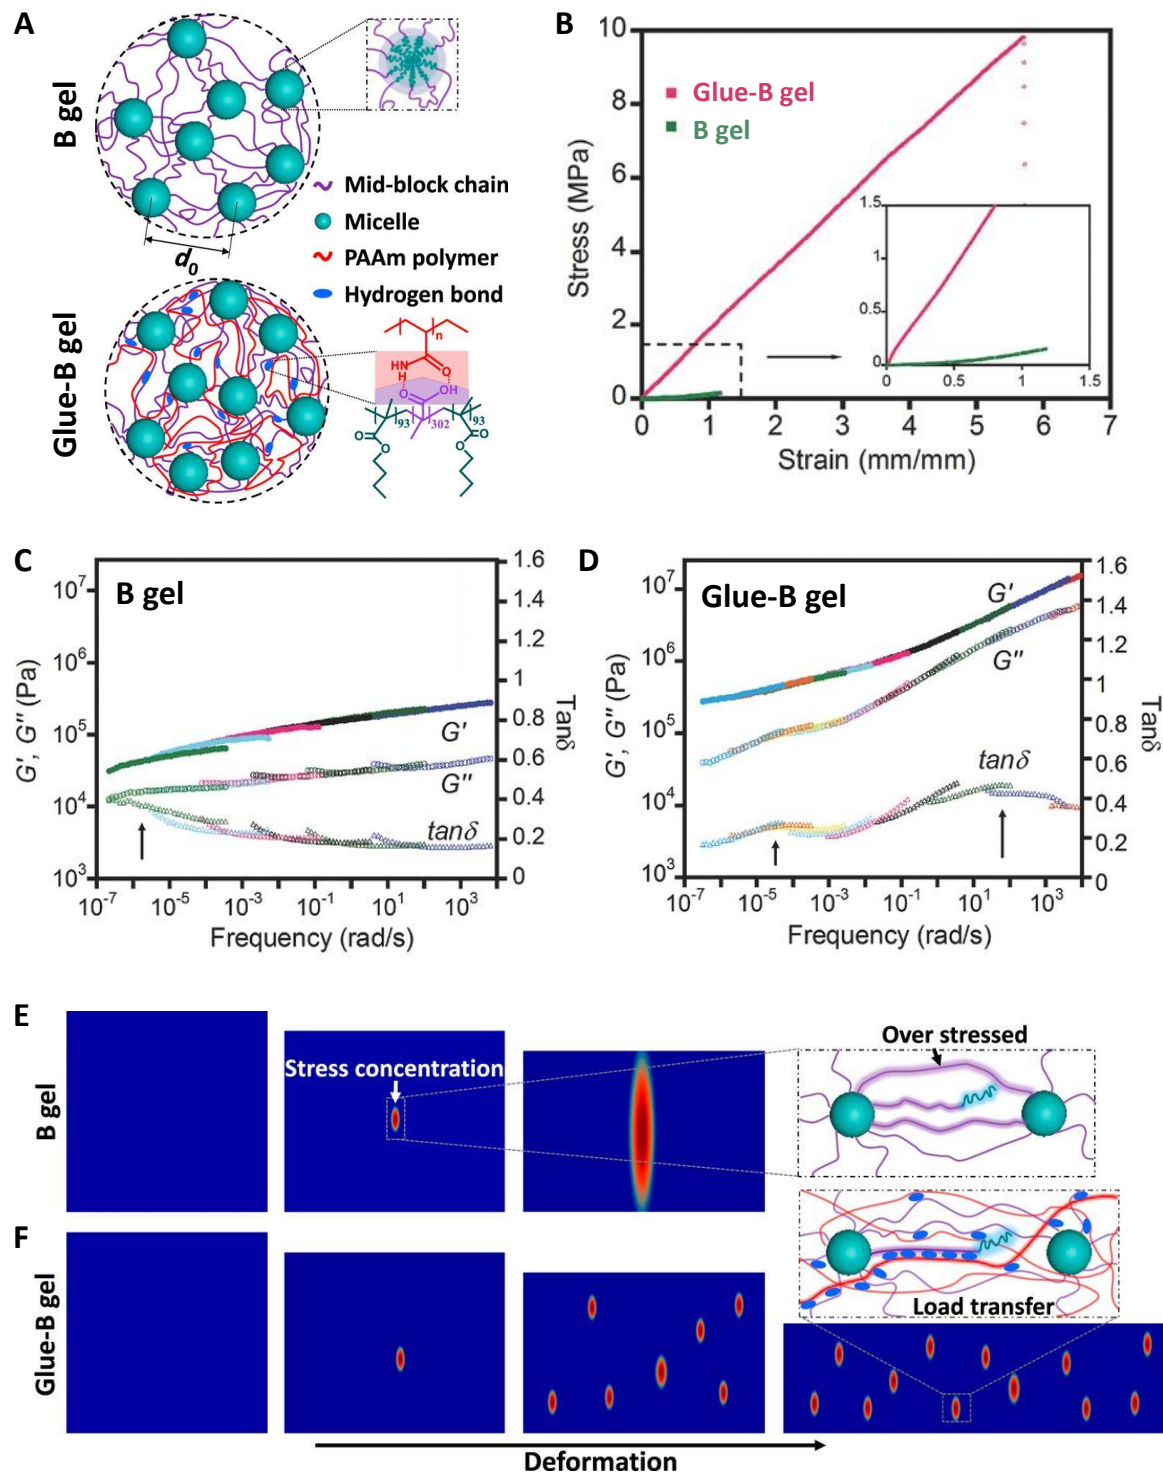 A
B gel
Mid-block chain
Micelle
PAAm polymer
Hydrogen bond
d0
Glue-B gel
n
NH
H
O
O
OH
93
302
93
O
O
O
O
B
Stress (MPa)
10
8
6
4
2
0
Glue-B gel
B gel
1.5
1
0.5
0
0
0.5
1
1.5
0 1 2 3 4 5 6 7
Strain (mm/mm)
C
B gel
G', G'' (Pa)
10^7
10^6
10^5
10^4
10^3
G'
G''
tanδ
1.6
1.4
1.2
1
0.8
0.6
0.4
0.2
0
Tanδ
10^-7 10^-5 10^-3 10^-1 10^1 10^3
Frequency (rad/s)
D
Glue-B gel
G', G'' (Pa)
10^7
10^6
10^5
10^4
10^3
G'
G''
tanδ
1.6
1.4
1.2
1
0.8
0.6
0.4
0.2
0
Tanδ
10^-7 10^-5 10^-3 10^-1 10^1 10^3
Frequency (rad/s)
E
B gel
Stress concentration
Over stressed
F
Glue-B gel
Load transfer
Deformation